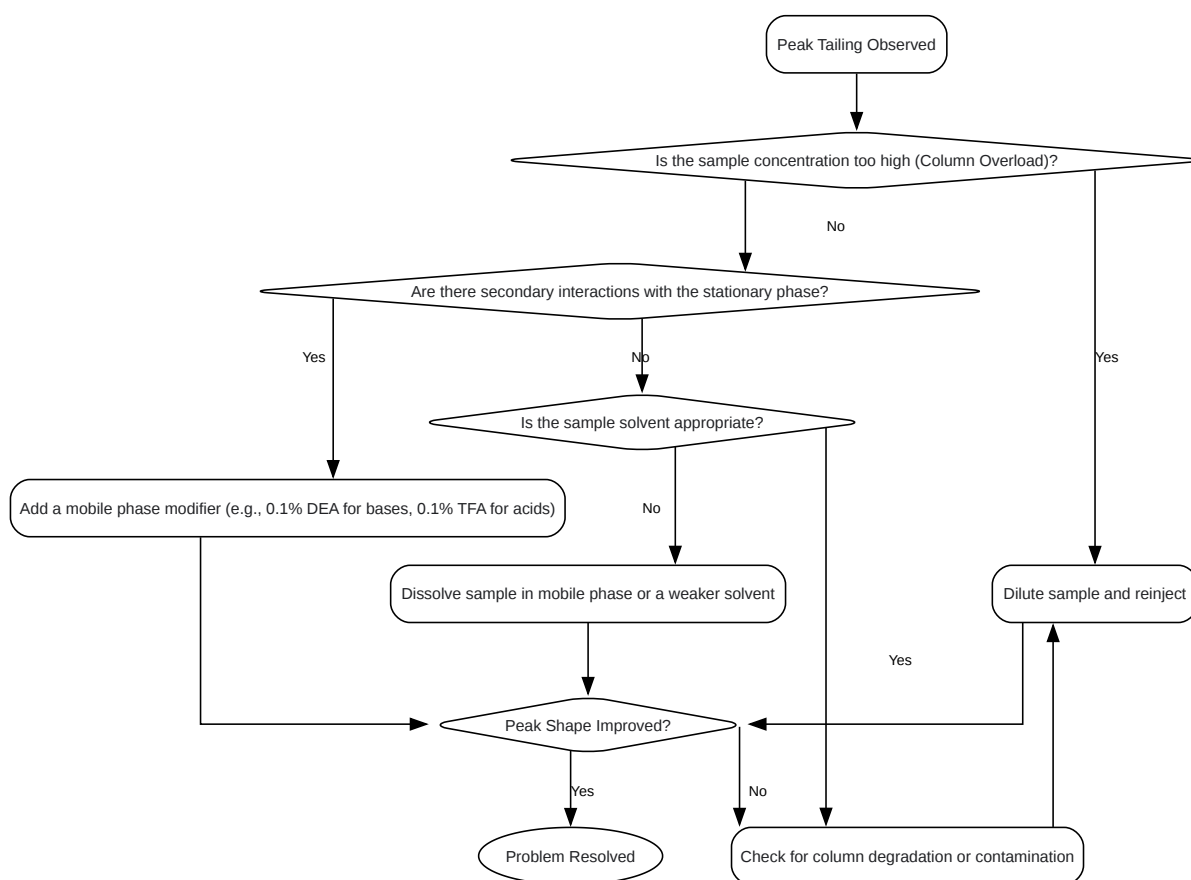 Peak Tailing Observed
Is the sample concentration too high (Column Overload)?
No
Are there secondary interactions with the stationary phase?
Yes
No
Yes
Is the sample solvent appropriate?
Add a mobile phase modifier (e.g., 0.1% DEA for bases, 0.1% TFA for acids)
No
Dissolve sample in mobile phase or a weaker solvent
Dilute sample and reinject
Yes
Peak Shape Improved?
Yes
No
Problem Resolved
Check for column degradation or contamination